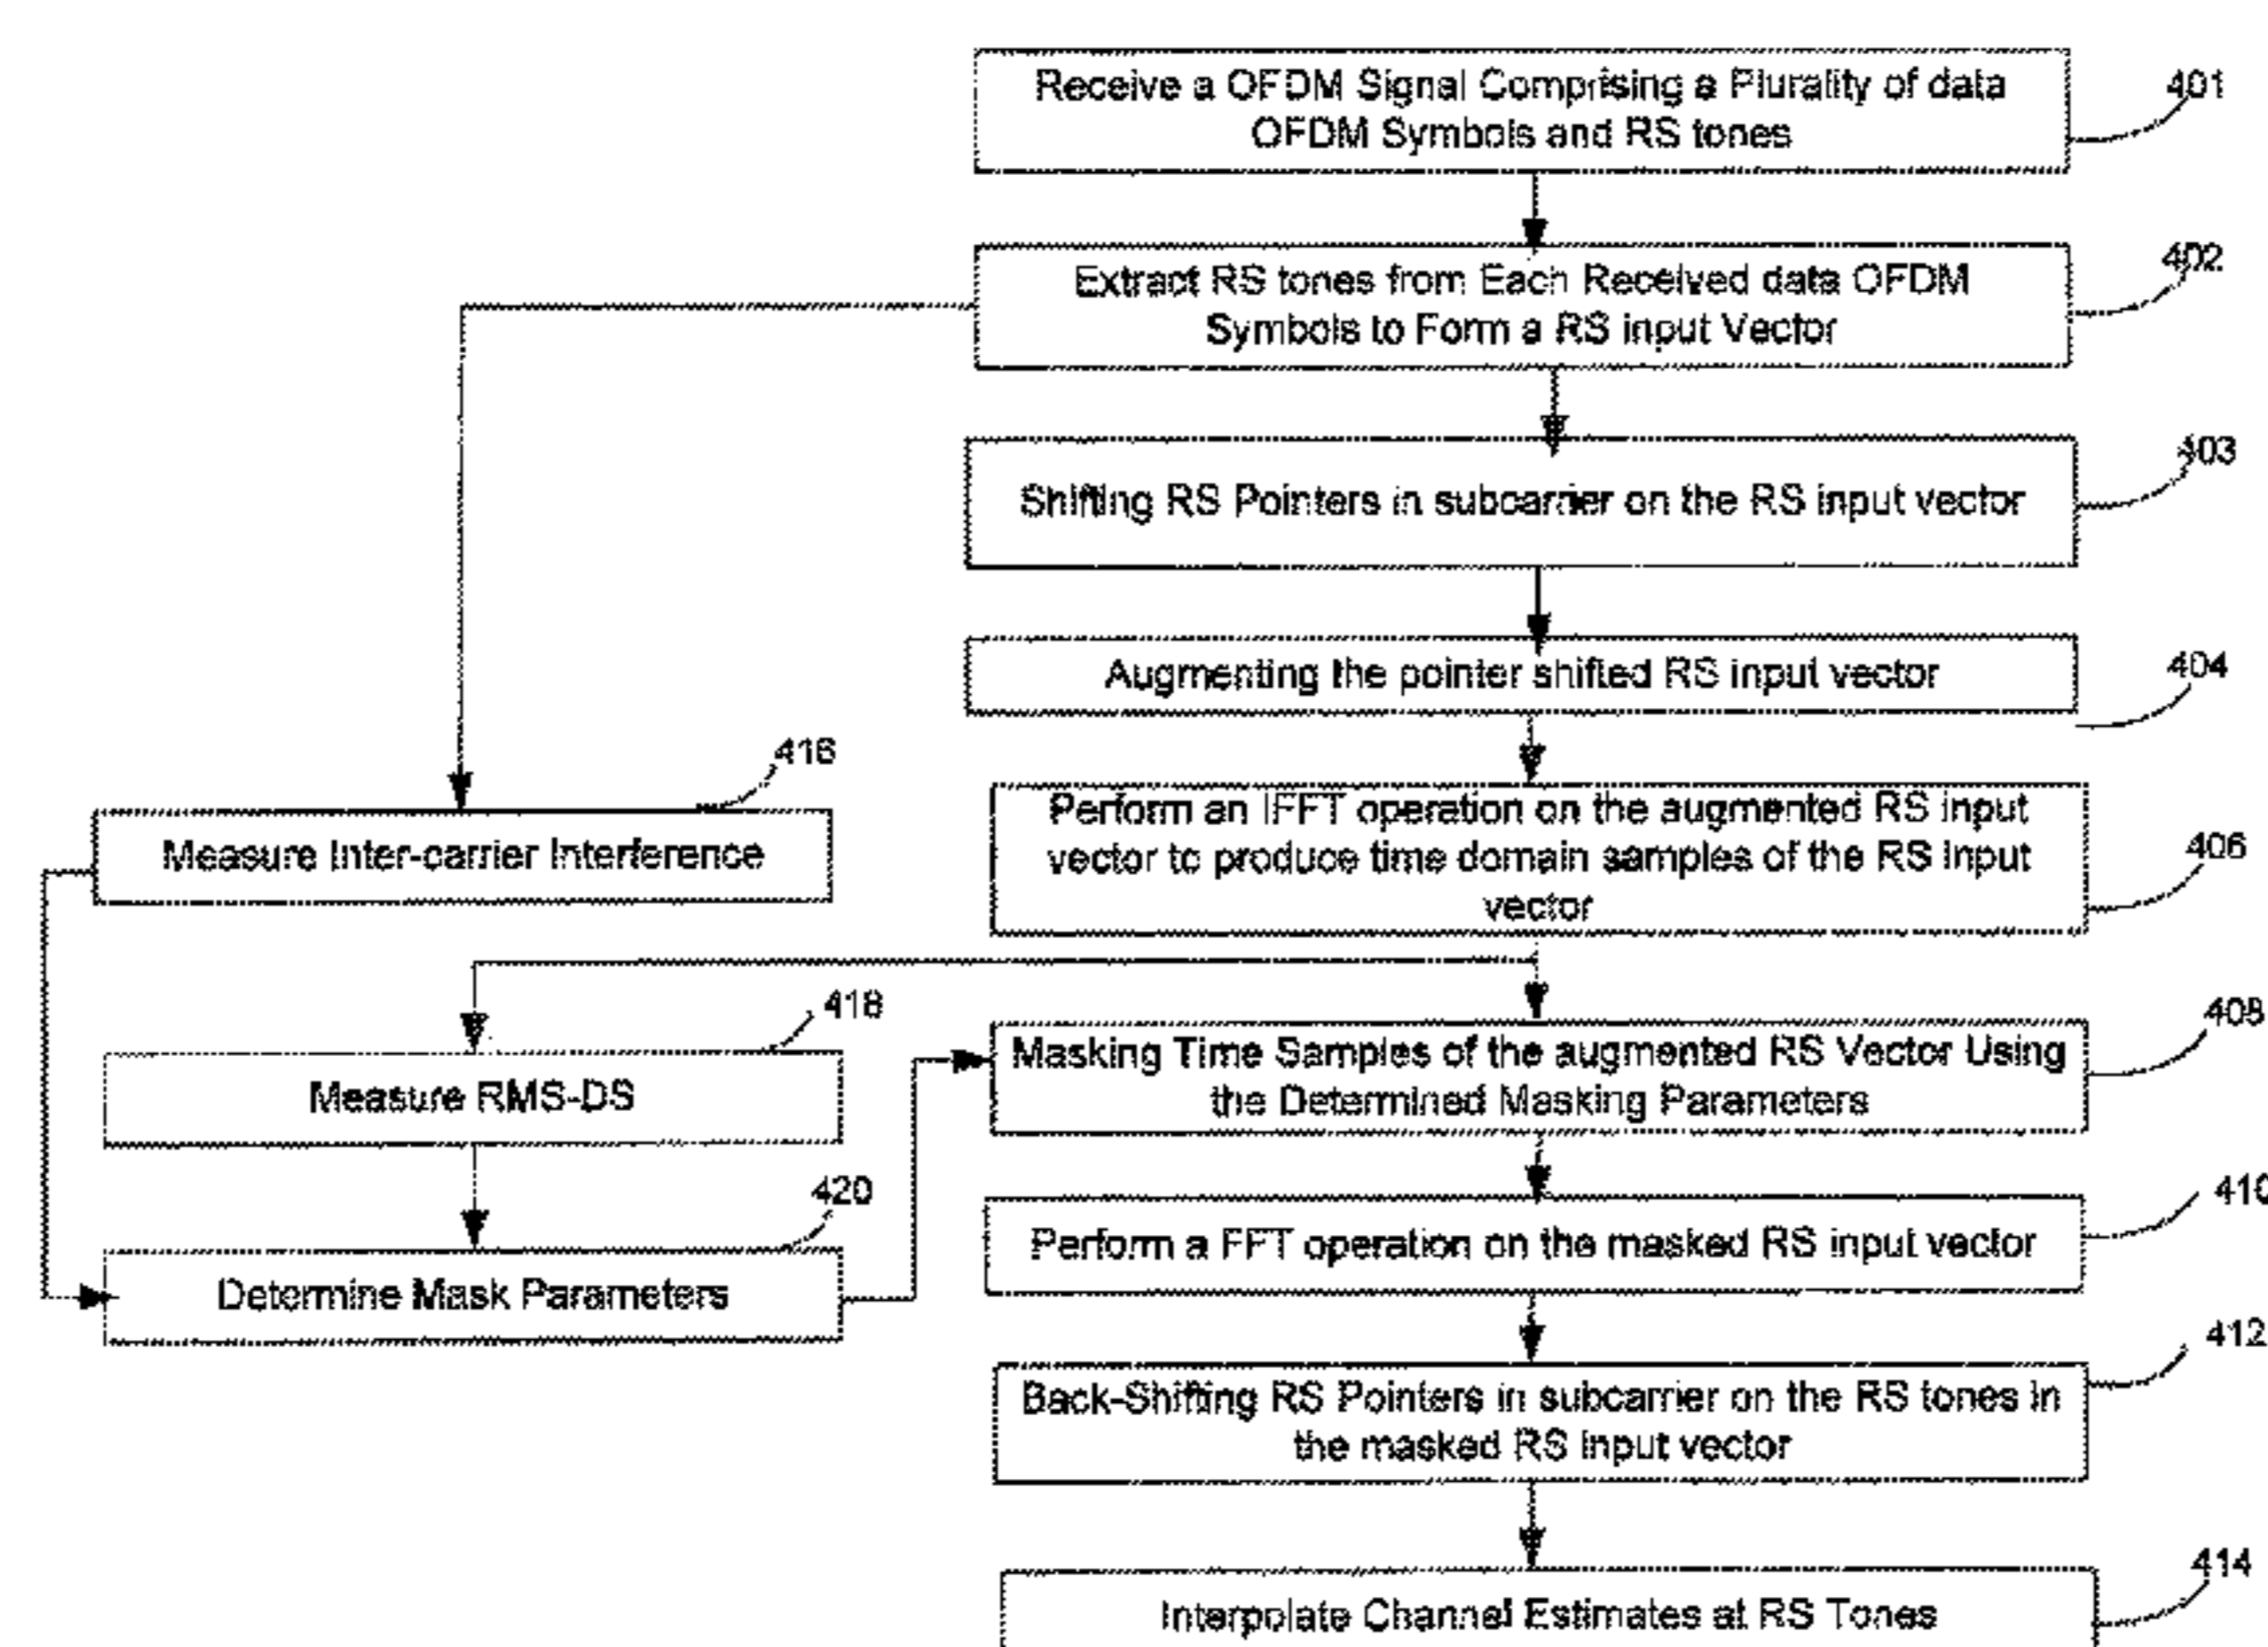 Receive a OFDM Signal Comprising a Plurality of data
OFDM Symbols and RS tones
401
Extract RS tones from Each Received data OFDM
Symbols to Form a RS input Vector
402
Shifting RS Pointers in subcarrier on the RS input vector
403
Augmenting the pointer shifted RS input vector
404
416
Measure Inter-carrier Interference
Perform an IFFT operation on the augmented RS input
vector to produce time domain samples of the RS input
vector
406
418
Measure RMS-DS
Masking Time Samples of the augmented RS Vector Using
the Determined Masking Parameters
408
420
Determine Mask Parameters
Perform a FFT operation on the masked RS input vector
410
Back-Shifting RS Pointers in subcarrier on the RS tones in
the masked RS input vector
412
Interpolate Channel Estimates at RS Tones
414